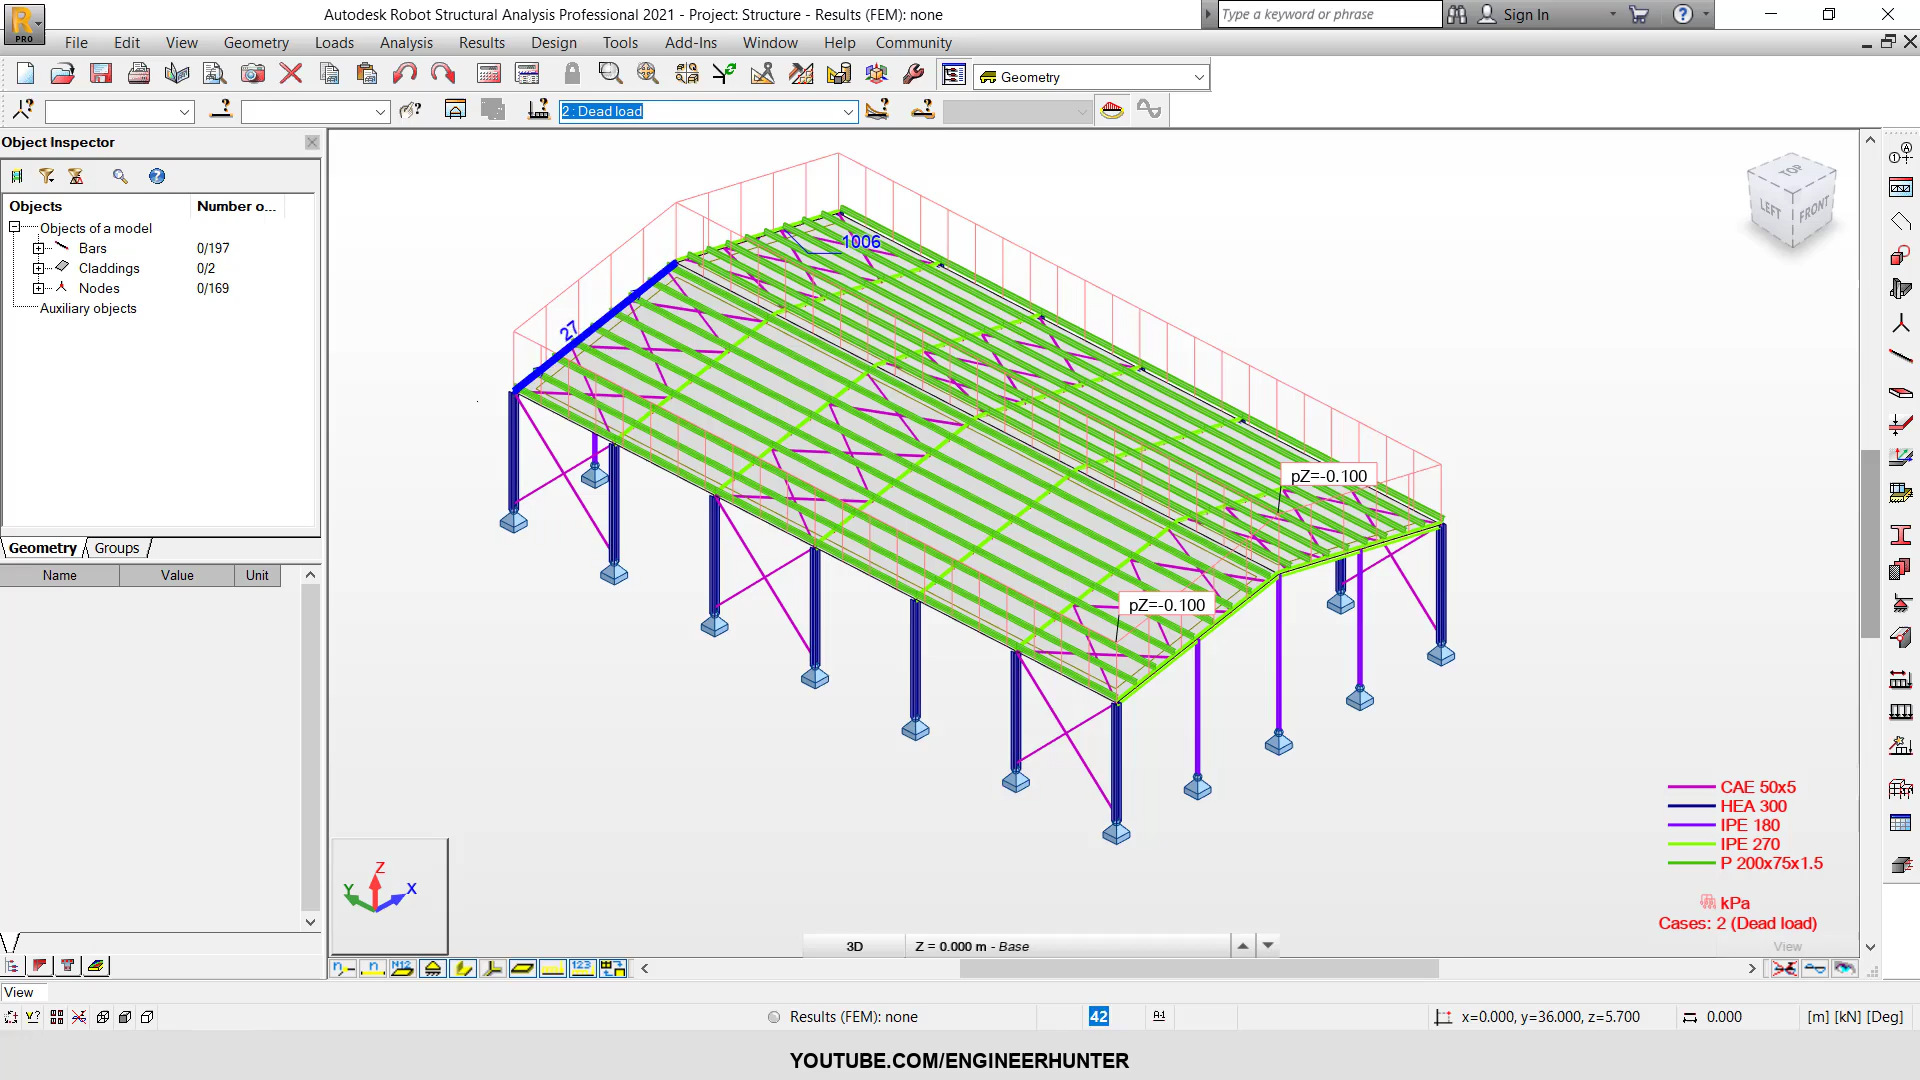 Autodesk Robot Structural Analysis Professional 2021 - Project: Structure - Results (FEM): none
Type a keyword or phrase
Sign In
PRO
File Edit View Geometry Loads Analysis Results Design Tools Add-Ins Window Help Community
Geometry
2 : Dead load
Object Inspector
Objects Number o...
Objects of a model
Bars 0/197
Claddings 0/2
Nodes 0/169
Auxiliary objects
Geometry Groups
Name Value Unit
TOP
LEFT FRONT
1006
27
pZ=-0.100
pZ=-0.100
CAE 50x5
HEA 300
IPE 180
IPE 270
P 200x75x1.5
kPa
Cases: 2 (Dead load)
View
Z
Y X
3D Z = 0.000 m - Base
View
Results (FEM): none
42
x=0.000, y=36.000, z=5.700
0.000
[m] [kN] [Deg]
YOUTUBE.COM/ENGINEERHUNTER